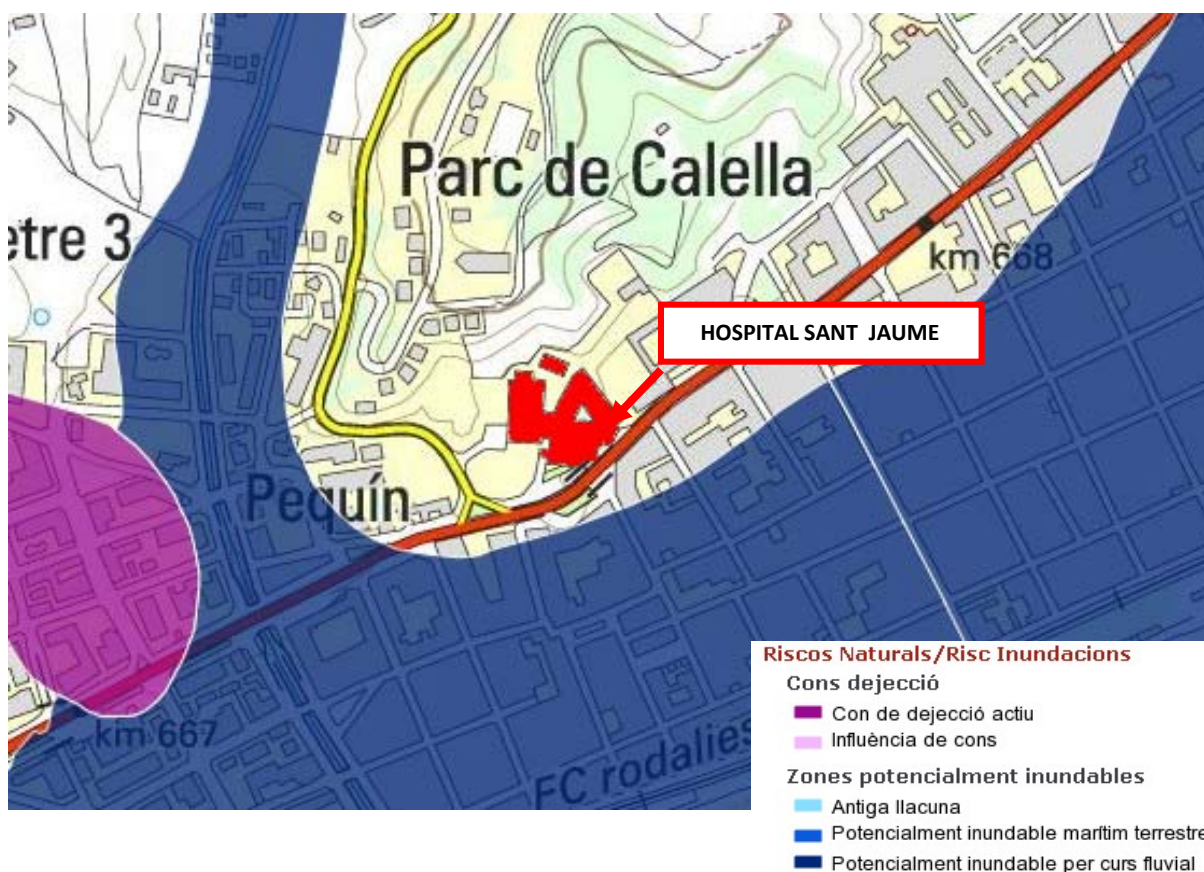 Parc de Calella
etre 3
km 668
HOSPITAL SANT JAUME
Pequín
km 667
FC rodalies
Riscos Naturals/Risc Inundacions
Cons dejecció
Con de dejecció actiu
Influència de cons
Zones potencialment inundables
Antiga llacuna
Potencialment inundable marítim terrestre
Potencialment inundable per curs fluvial